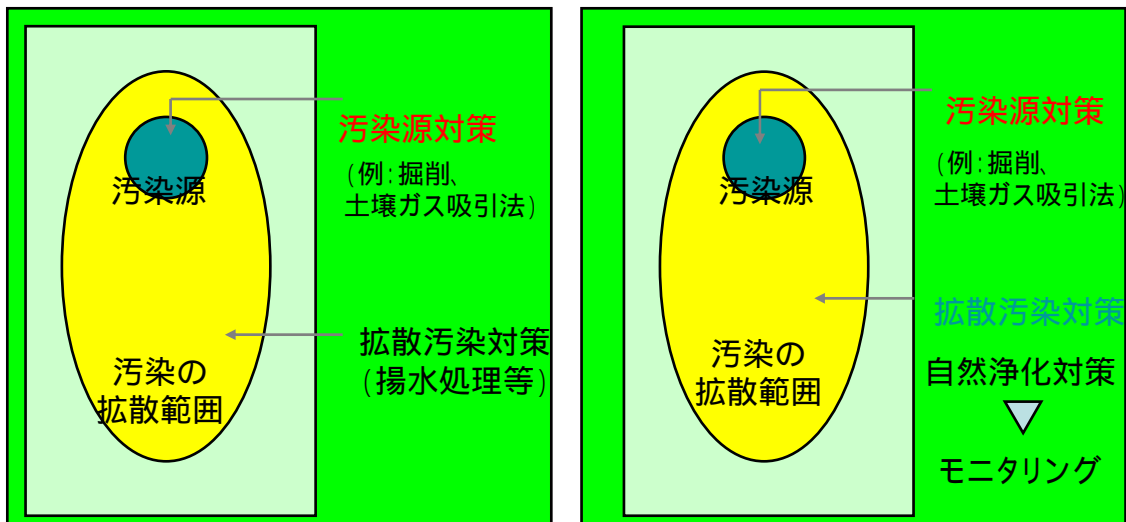 汚染源対策
(例:掘削、
土壌ガス吸引法)
汚染源
拡散汚染対策
(揚水処理等)
汚染の
拡散範囲
汚染源対策
(例:掘削、
土壌ガス吸引法)
汚染源
拡散汚染対策
汚染の
拡散範囲
自然浄化対策
モニタリング